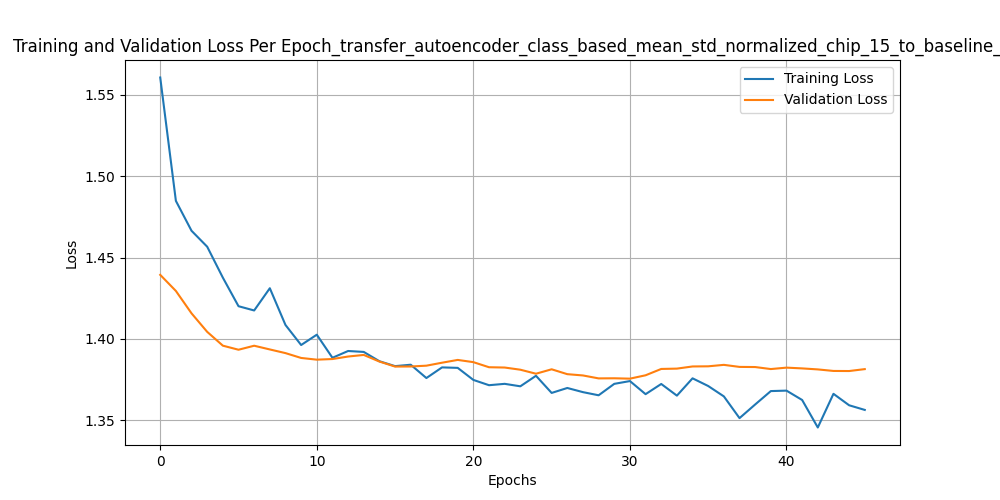 Training and Validation Loss Per Epoch_transfer_autoencoder_class_based_mean_std_normalized_chip_15_to_baseline_
Training Loss
Validation Loss
1.55
1.50
1.45
1.40
1.35
Loss
0 10 20 30 40
Epochs